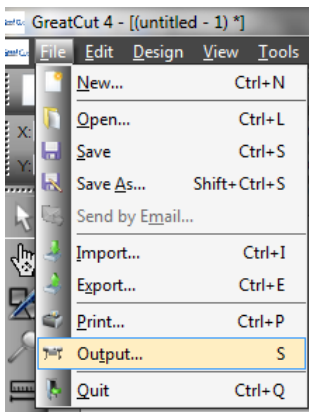 GreatCut 4 - [(untitled - 1) *]
File Edit Design View Tools
New... Ctrl+N
Open... Ctrl+L
Save Ctrl+S
Save As... Shift+Ctrl+S
Send by Email...
Import... Ctrl+I
Export... Ctrl+E
Print... Ctrl+P
Output... S
Quit Ctrl+Q
X:
Y: